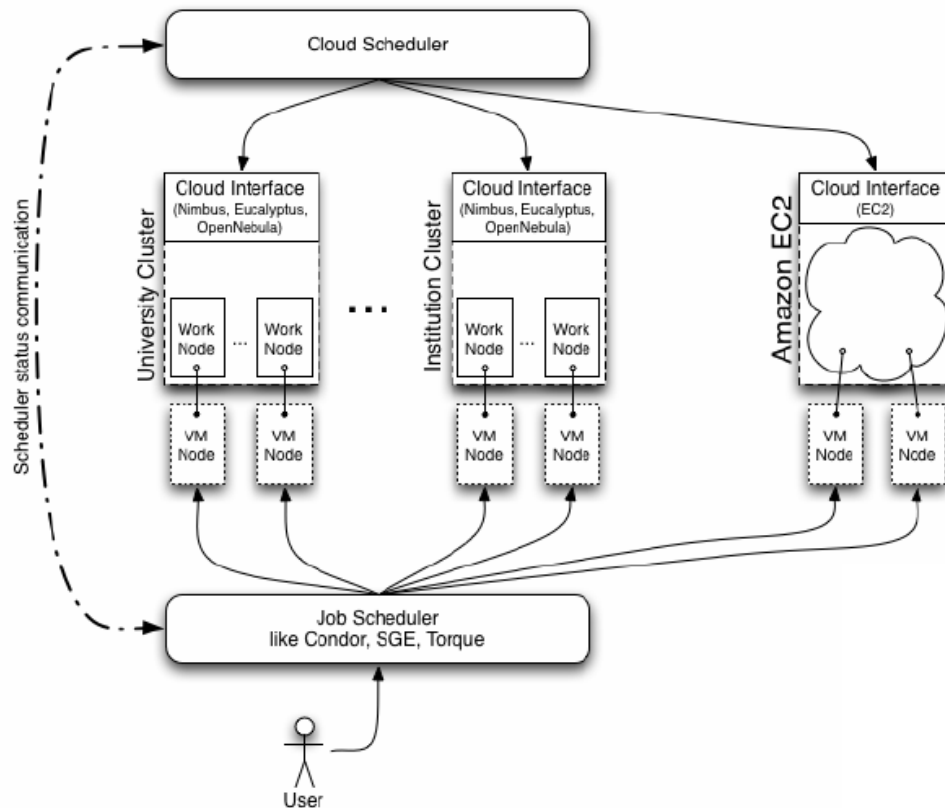 Cloud Scheduler
Scheduler status communication
University Cluster
Cloud Interface
(Nimbus, Eucalyptus,
OpenNebula)
Work
Node
...
Work
Node
VM
Node
VM
Node
...
Institution Cluster
Cloud Interface
(Nimbus, Eucalyptus,
OpenNebula)
Work
Node
...
Work
Node
VM
Node
VM
Node
Amazon EC2
Cloud Interface
(EC2)
VM
Node
VM
Node
Job Scheduler
like Condor, SGE, Torque
User